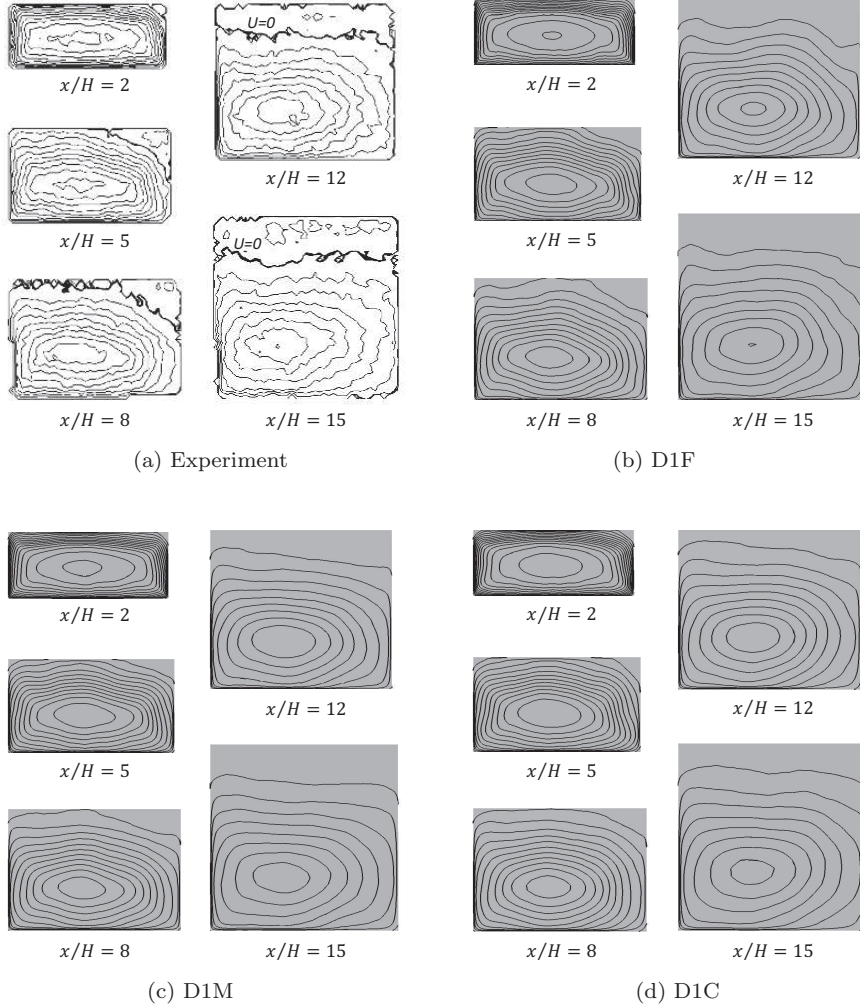 U=0
x/H = 2
x/H = 12
x/H = 5
U=0
x/H = 8
x/H = 15
(a) Experiment
x/H = 2
x/H = 12
x/H = 5
x/H = 8
x/H = 15
(b) D1F
x/H = 2
x/H = 12
x/H = 5
x/H = 8
x/H = 15
(c) D1M
x/H = 2
x/H = 12
x/H = 5
x/H = 8
x/H = 15
(d) D1C